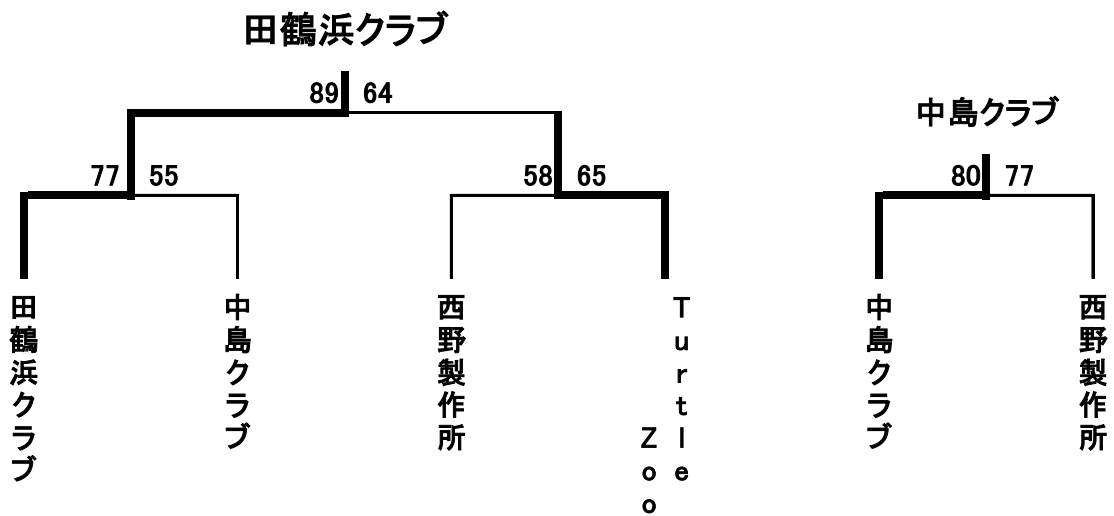 田鶴浜クラブ
89 64
中島クラブ
77 55
58 65
80 77
田鶴浜クラブ
中島クラブ
西野製作所
Turtle
Zoo
中島クラブ
西野製作所